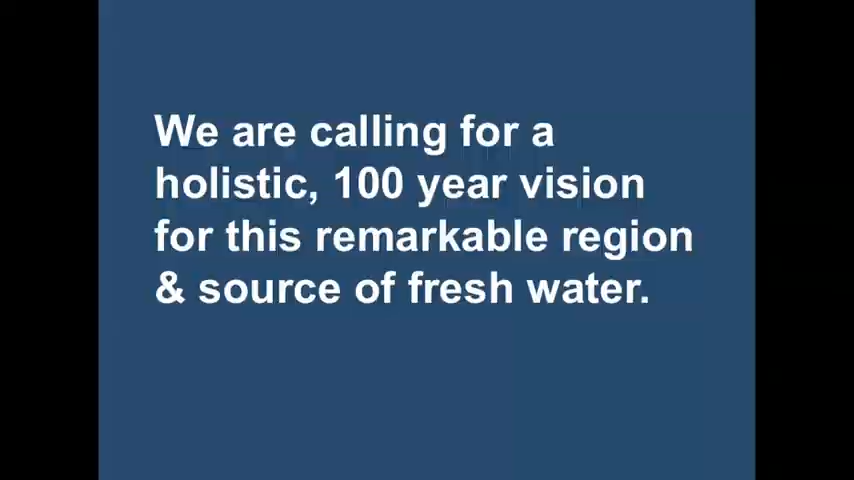 We are calling for a
holistic, 100 year vision
for this remarkable region
& source of fresh water.